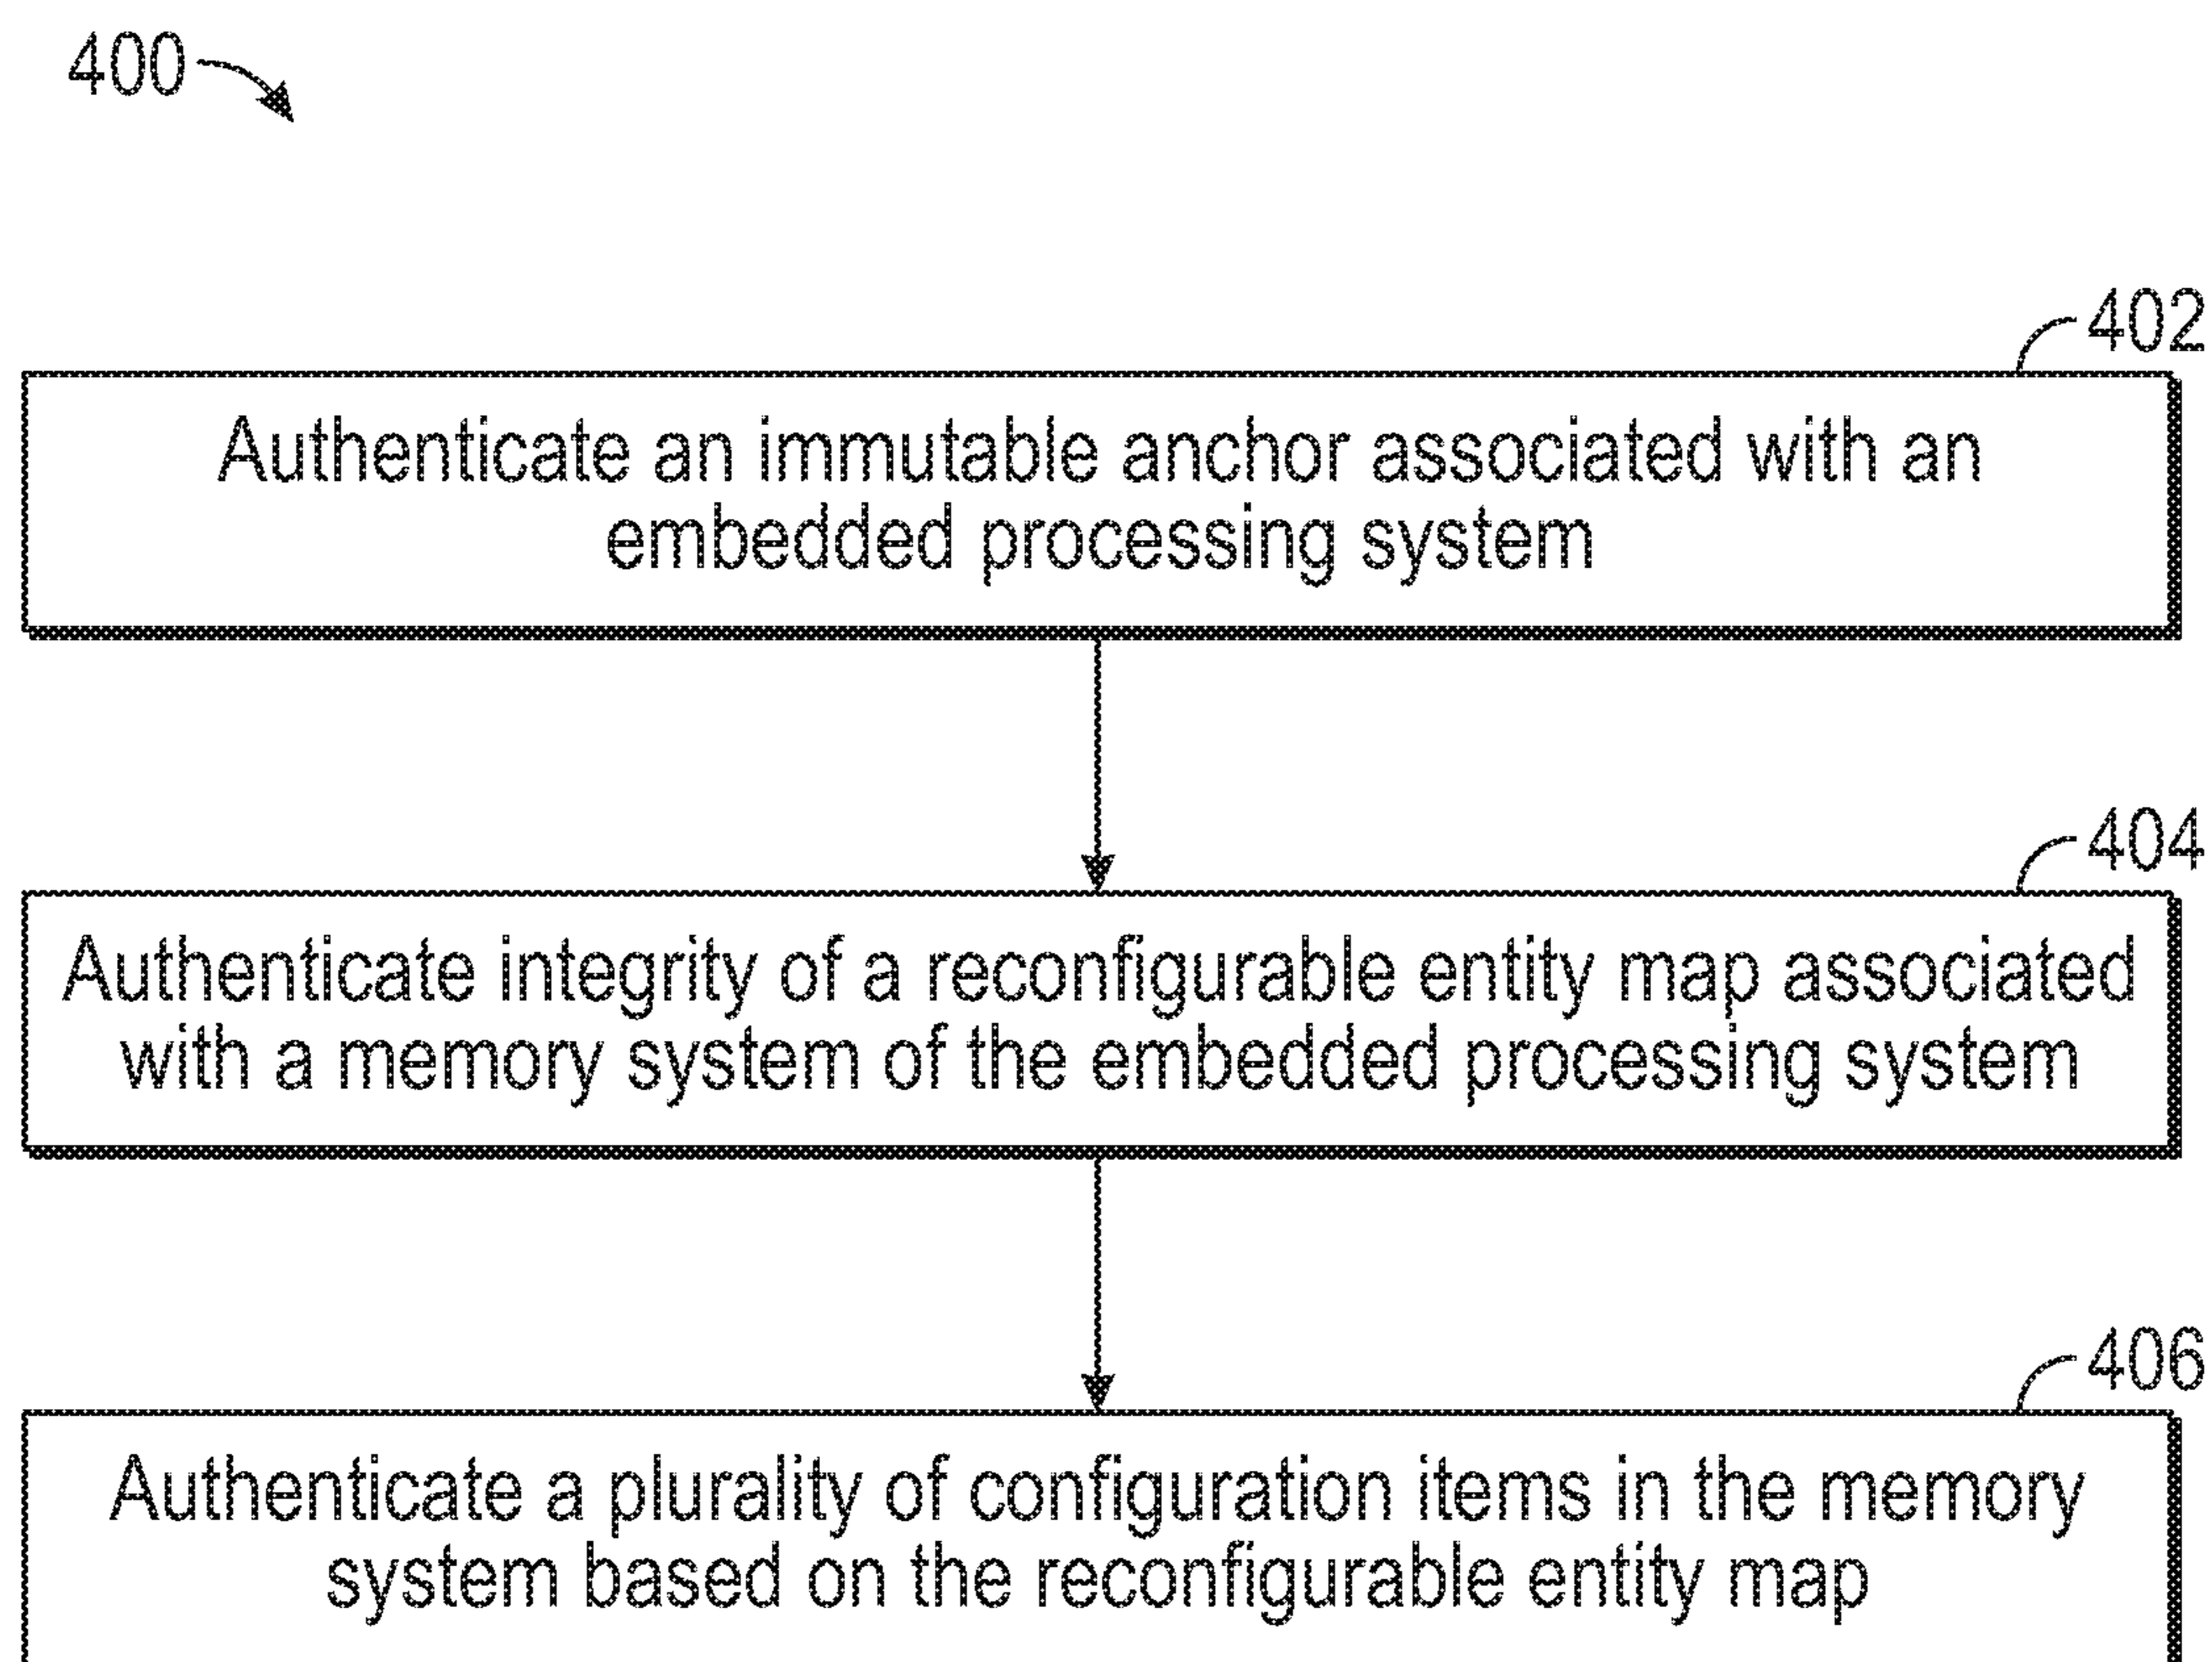 400
402
Authenticate an immutable anchor associated with an
embedded processing system
404
Authenticate integrity of a reconfigurable entity map associated
with a memory system of the embedded processing system
406
Authenticate a plurality of configuration items in the memory
system based on the reconfigurable entity map